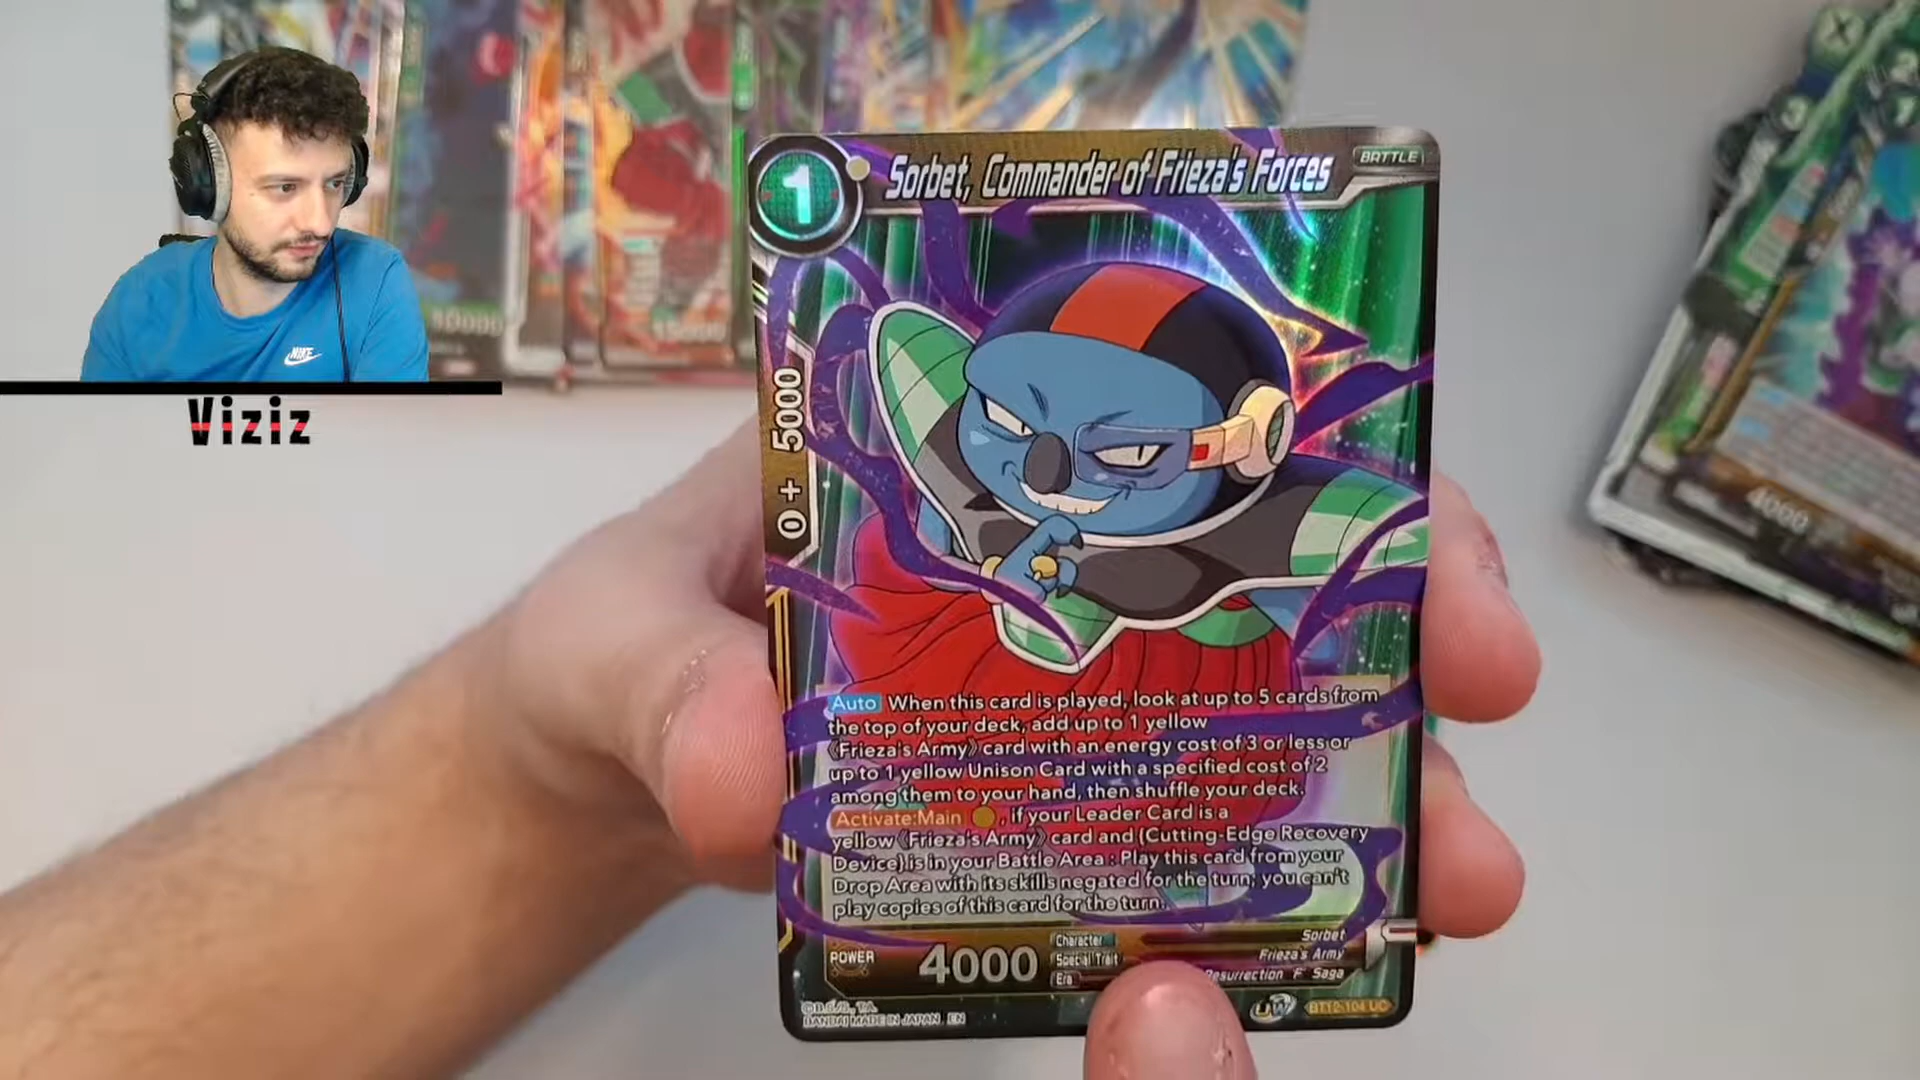 Sorbet, Commander of Frieza's Forces
BATTLE
1
0 + 5000
Auto When this card is played, look at up to 5 cards from
the top of your deck, add up to 1 yellow
《Frieza's Army》 card with an energy cost of 3 or less or
up to 1 yellow Unison Card with a specified cost of 2
among them to your hand, then shuffle your deck.
Activate:Main , if your Leader Card is a
yellow 《Frieza's Army》 card and {Cutting-Edge Recovery
Device} is in your Battle Area : Play this card from your
Drop Area with its skills negated for the turn; you can't
play copies of this card for the turn.
POWER 4000
Character Sorbet
Special Trait Frieza's Army
Era Resurrection 'F' Saga
BANDAI MADE IN JAPAN EN
UW
BT12-104 UC
NIKE
Viziz
10000
15000
4000
X